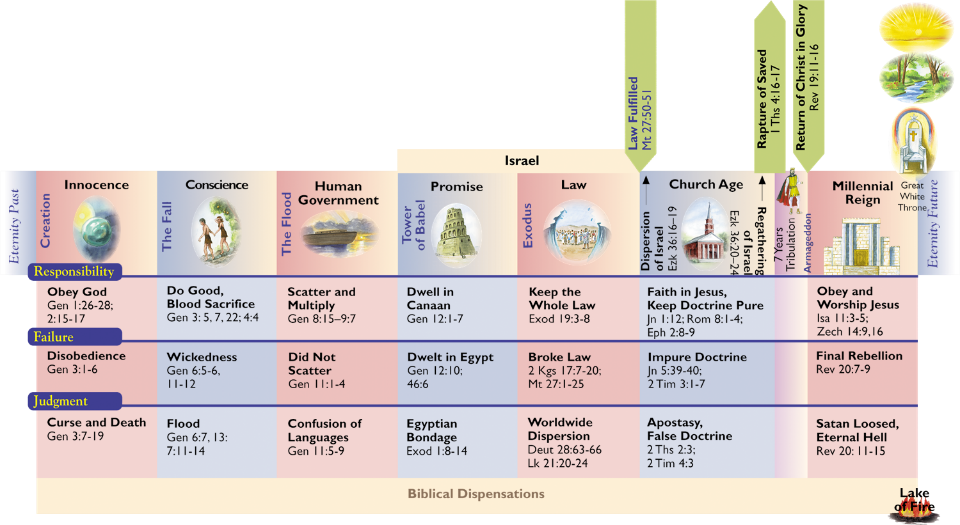 Law Fulfilled
Mt 27:50-51
Rapture of Saved
1 Ths 4:16-17
Return of Christ in Glory
Rev 19:11-16
Israel
Eternity Past
Creation
Innocence
The Fall
Conscience
The Flood
Human
Government
Tower
of Babel
Promise
Exodus
Law
Dispersion
of Israel
Ezk 36:16–19
Church Age
Ezk 36:20–24
Regathering
of Israel
7 Years
Tribulation
Armageddon
Millennial
Reign
Great
White
Throne
Eternity Future
Responsibility
Obey God
Gen 1:26-28;
2:15-17
Do Good,
Blood Sacrifice
Gen 3: 5, 7, 22; 4:4
Scatter and
Multiply
Gen 8:15–9:7
Dwell in
Canaan
Gen 12:1-7
Keep the
Whole Law
Exod 19:3-8
Faith in Jesus,
Keep Doctrine Pure
Jn 1:12; Rom 8:1-4;
Eph 2:8-9
Obey and
Worship Jesus
Isa 11:3-5;
Zech 14:9,16
Failure
Disobedience
Gen 3:1-6
Wickedness
Gen 6:5-6,
11-12
Did Not
Scatter
Gen 11:1-4
Dwelt in Egypt
Gen 12:10;
46:6
Broke Law
2 Kgs 17:7-20;
Mt 27:1-25
Impure Doctrine
Jn 5:39-40;
2 Tim 3:1-7
Final Rebellion
Rev 20:7-9
Judgment
Curse and Death
Gen 3:7-19
Flood
Gen 6:7, 13:
7:11-14
Confusion of
Languages
Gen 11:5-9
Egyptian
Bondage
Exod 1:8-14
Worldwide
Dispersion
Deut 28:63-66
Lk 21:20-24
Apostasy,
False Doctrine
2 Ths 2:3;
2 Tim 4:3
Satan Loosed,
Eternal Hell
Rev 20: 11-15
Biblical Dispensations
Lake
of Fire